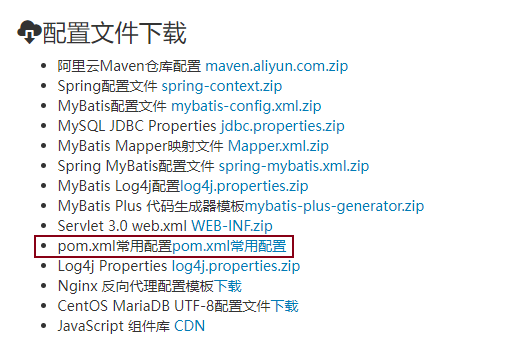 配置文件下载
阿里云Maven仓库配置 maven.aliyun.com.zip
Spring配置文件 spring-context.zip
MyBatis配置文件 mybatis-config.xml.zip
MySQL JDBC Properties jdbc.properties.zip
MyBatis Mapper映射文件 Mapper.xml.zip
Spring MyBatis配置文件 spring-mybatis.xml.zip
MyBatis Log4j配置log4j.properties.zip
MyBatis Plus 代码生成器模板mybatis-plus-generator.zip
Servlet 3.0 web.xml WEB-INF.zip
pom.xml常用配置pom.xml常用配置
Log4j Properties log4j.properties.zip
Nginx 反向代理配置模板下载
CentOS MariaDB UTF-8配置文件下载
JavaScript 组件库 CDN